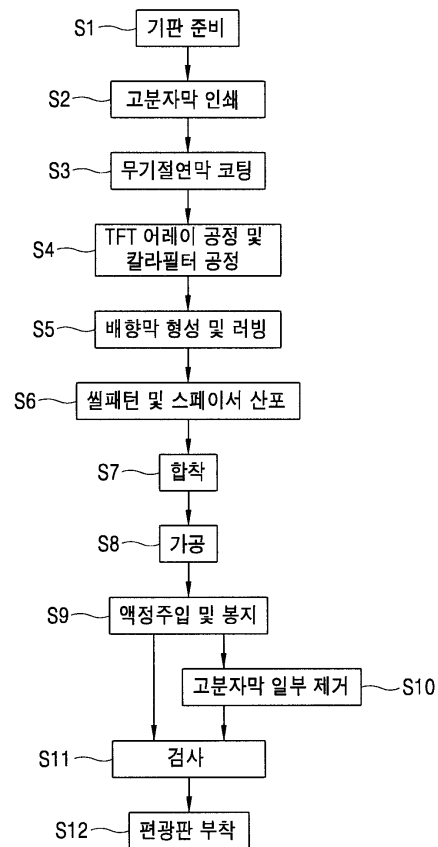 S1 기판 준비
S2 고분자막 인쇄
S3 무기절연막 코팅
S4 TFT 어레이 공정 및
칼라필터 공정
S5 배향막 형성 및 러빙
S6 씰패턴 및 스페이서 산포
S7 합착
S8 가공
S9 액정주입 및 봉지
고분자막 일부 제거 S10
S11 검사
S12 편광판 부착